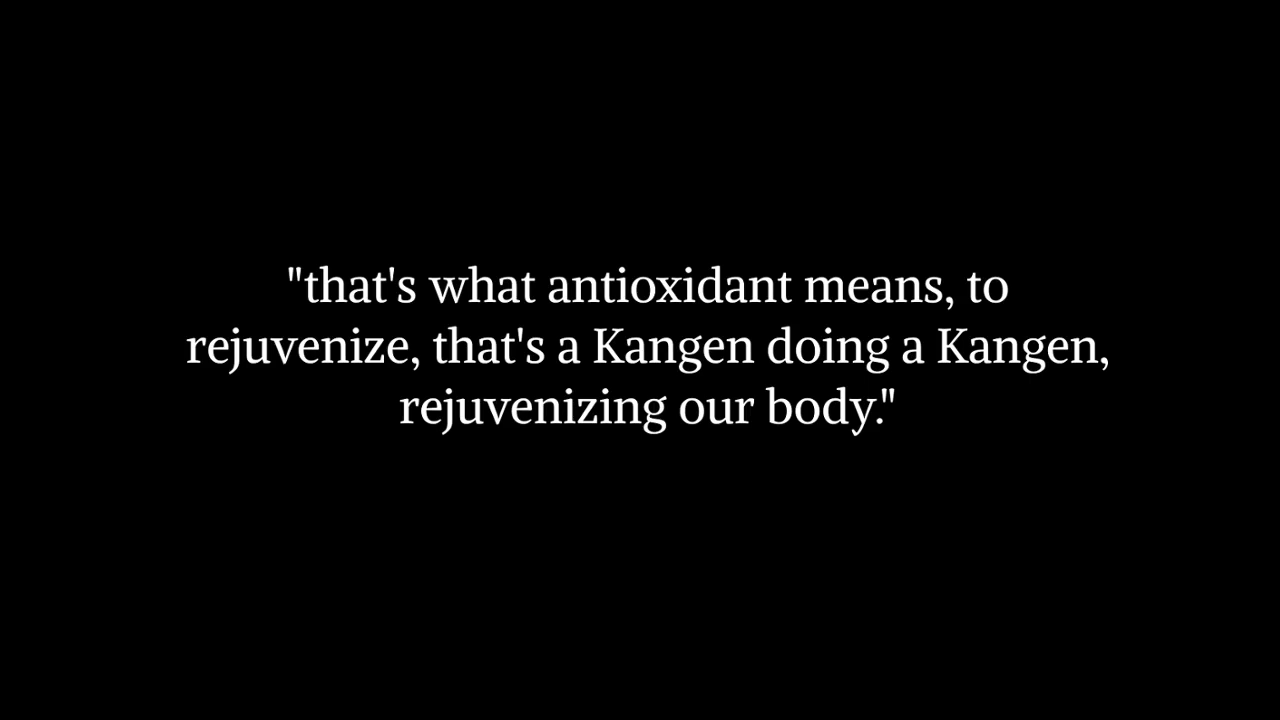 "that's what antioxidant means, to
rejuvenize, that's a Kangen doing a Kangen,
rejuvenizing our body."